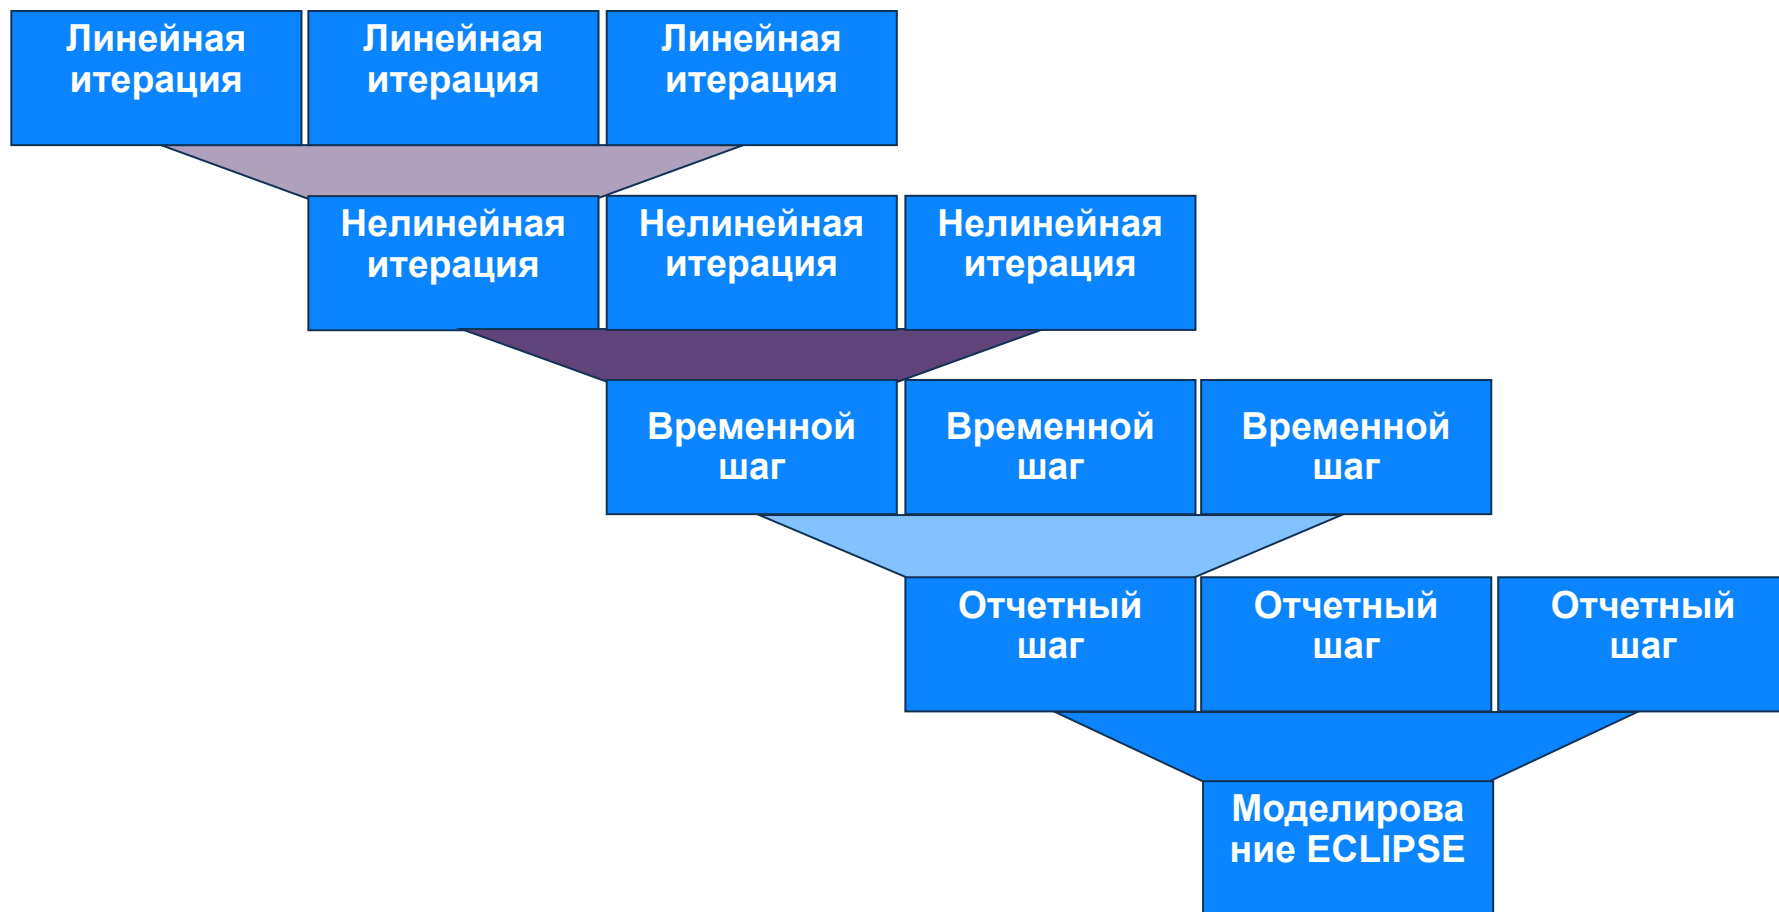 Линейная
итерация
Линейная
итерация
Линейная
итерация
Нелинейная
итерация
Нелинейная
итерация
Нелинейная
итерация
Временной
шаг
Временной
шаг
Временной
шаг
Отчетный
шаг
Отчетный
шаг
Отчетный
шаг
Моделирова
ние ECLIPSE